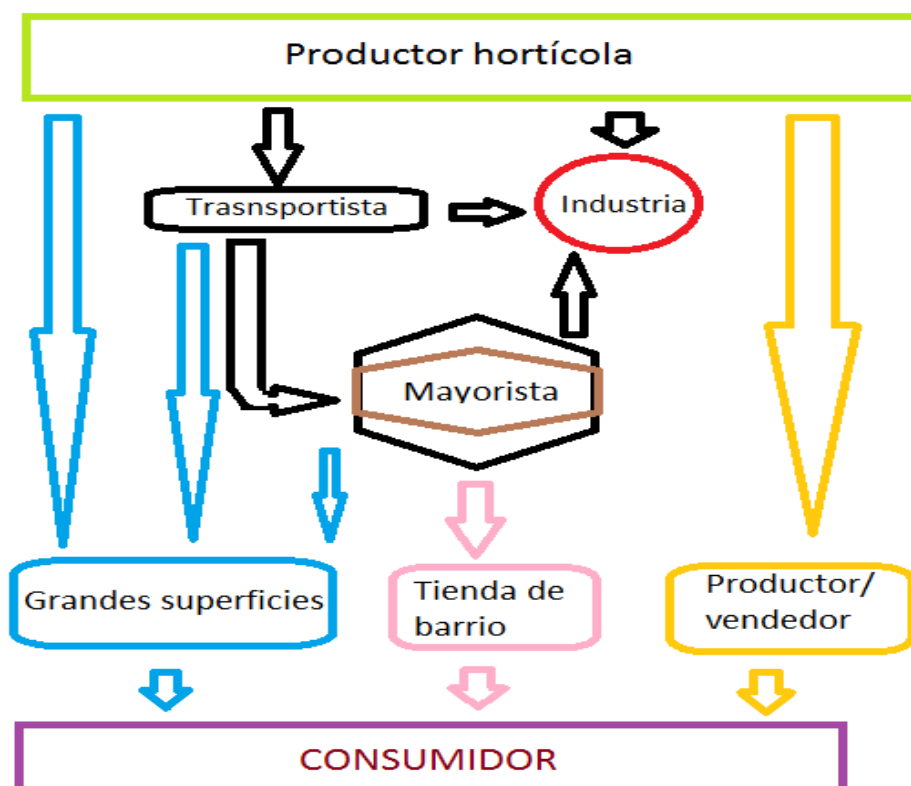 Productor hortícola
Trasnsportista
Industria
Mayorista
Grandes superficies
Tienda de
barrio
Productor/
vendedor
CONSUMIDOR